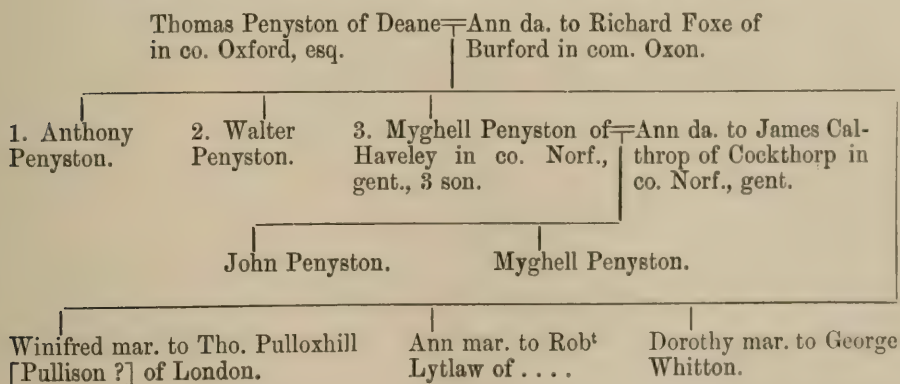 Thomas Penyston of Deane Ann da. to Richard Foxe of
in co. Oxford, esq. Burford in com. Oxon.
1. Anthony
Penyston.
2. Walter
Penyston.
3. Myghell Penyston of
Haveley in co. Norf.,
gent., 3 son.
Ann da. to James Cal-
throp of Cockthorp in
co. Norf., gent.
John Penyston. Myghell Penyston.
Winifred mar. to Tho. Pulloxhill
[Pullison ?] of London.
Ann mar. to Robᵗ
Lytlaw of . . . .
Dorothy mar. to George
Whitton.